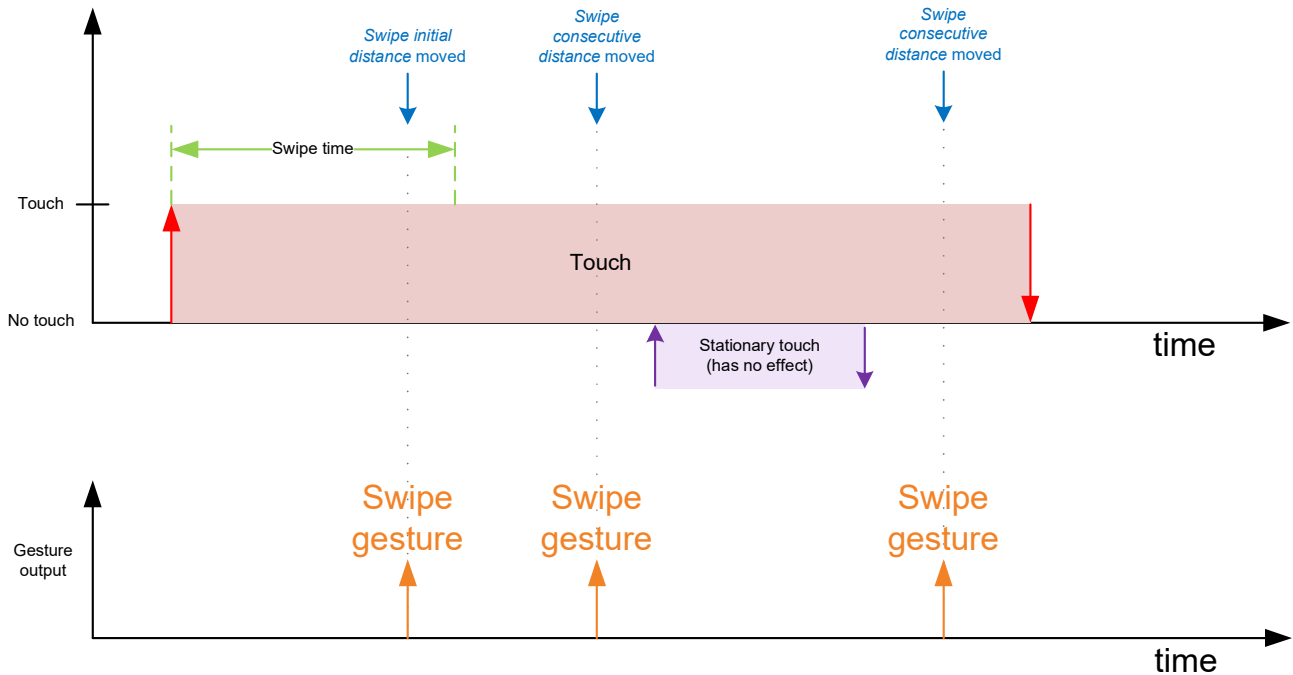 Swipe initial
distance moved
Swipe
consecutive
distance moved
Swipe
consecutive
distance moved
Swipe time
Touch
Touch
No touch
time
Stationary touch
(has no effect)
Swipe
gesture
Swipe
gesture
Swipe
gesture
Gesture
output
time